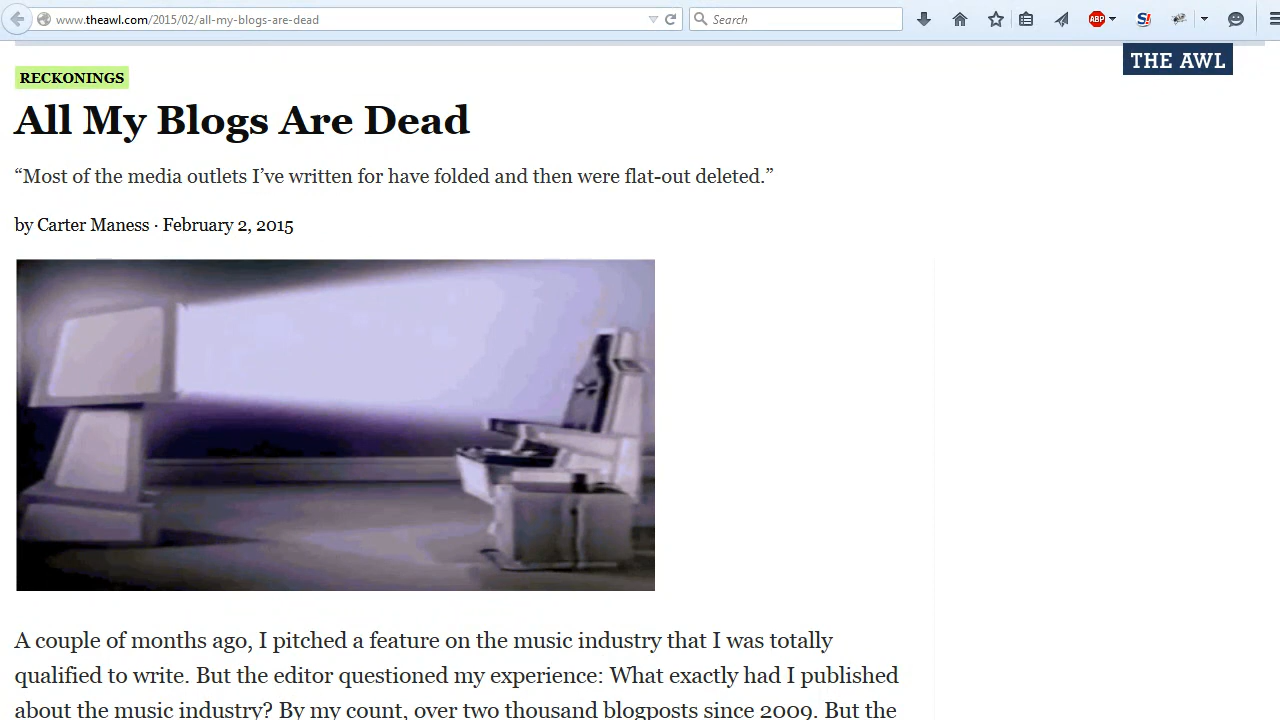 www.theawl.com/2015/02/all-my-blogs-are-dead
Search
ABP
S!
THE AWL
RECKONINGS
All My Blogs Are Dead
“Most of the media outlets I’ve written for have folded and then were flat-out deleted.”
by Carter Maness · February 2, 2015
A couple of months ago, I pitched a feature on the music industry that I was totally
qualified to write. But the editor questioned my experience: What exactly had I published
about the music industry? By my count, over two thousand blogposts since 2009. But the